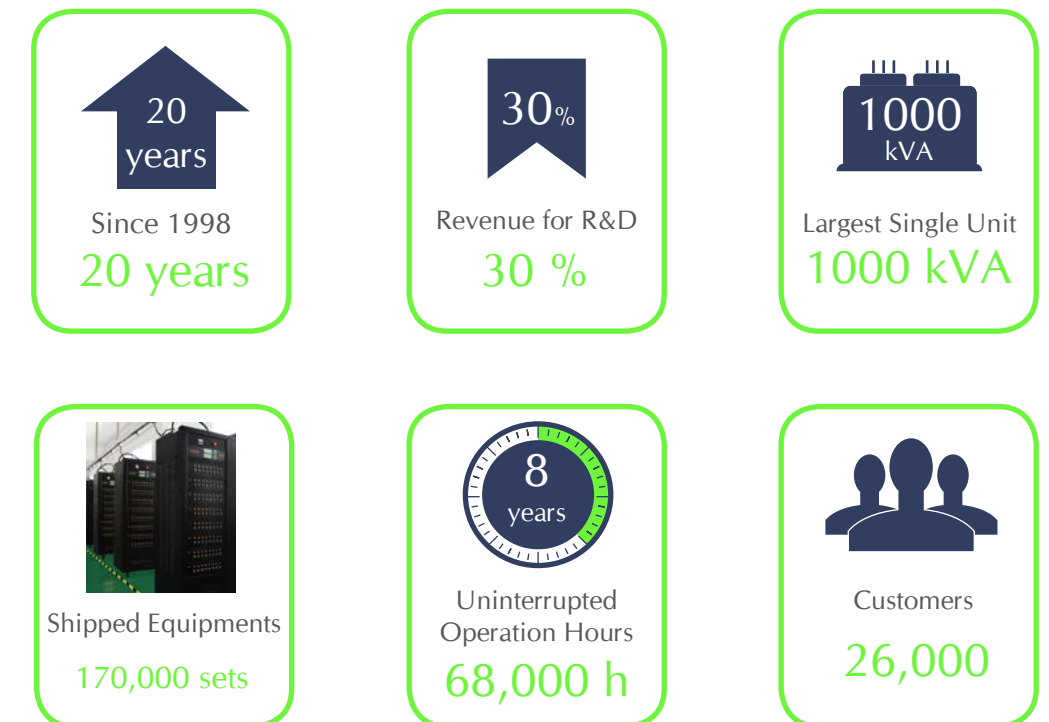 20
years
Since 1998
20 years
30%
Revenue for R&D
30 %
1000
kVA
Largest Single Unit
1000 kVA
Shipped Equipments
170,000 sets
8
years
Uninterrupted
Operation Hours
68,000 h
Customers
26,000